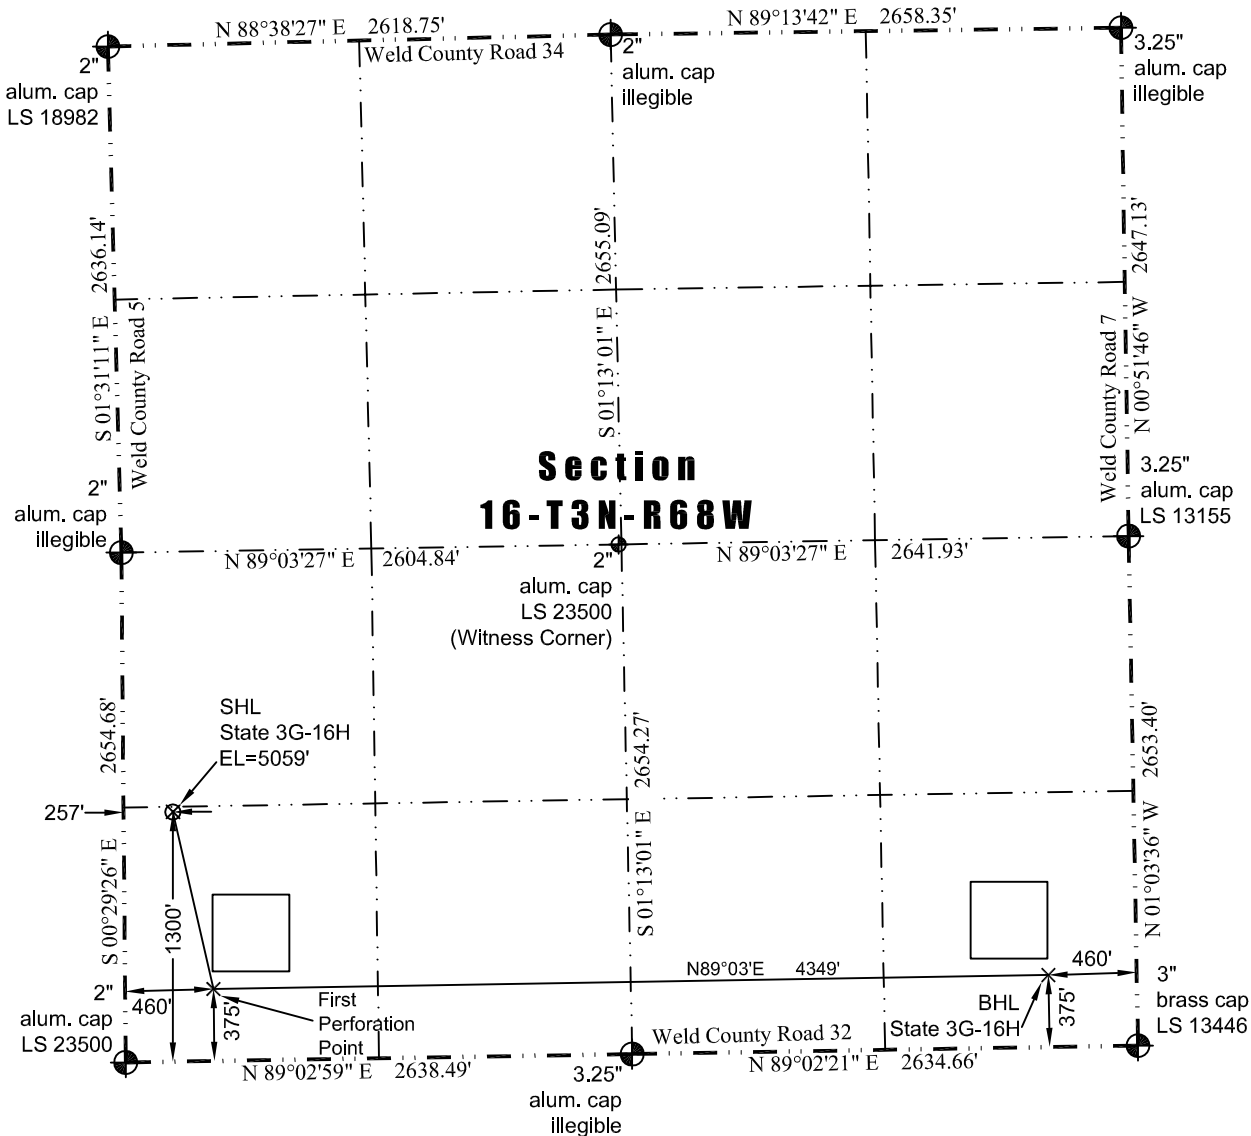 N 88°38'27" E 2618.75'
N 89°13'42" E 2658.35'
Weld County Road 34
2"
alum. cap
LS 18982
2"
alum. cap
illegible
3.25"
alum. cap
illegible
2636.14'
S 01°31'11" E
Weld County Road 5
2655.09'
S 01°13' 01" E
2647.13'
N 00°51'46" W
Weld County Road 7
Section
16-T3N-R68W
2"
alum. cap
illegible
3.25"
alum. cap
LS 13155
N 89°03'27" E 2604.84'
N 89°03'27" E 2641.93'
2"
alum. cap
LS 23500
(Witness Corner)
SHL
State 3G-16H
EL=5059'
2654.68'
S 00°29'26" E
2654.27'
S 01°13'01" E
2653.40'
N 01°03'36" W
257'
1300'
N89°03'E 4349'
460'
375'
First
Perforation
Point
460'
375'
BHL
State 3G-16H
2"
alum. cap
LS 23500
3"
brass cap
LS 13446
Weld County Road 32
N 89°02'59" E 2638.49'
N 89°02'21" E 2634.66'
3.25"
alum. cap
illegible